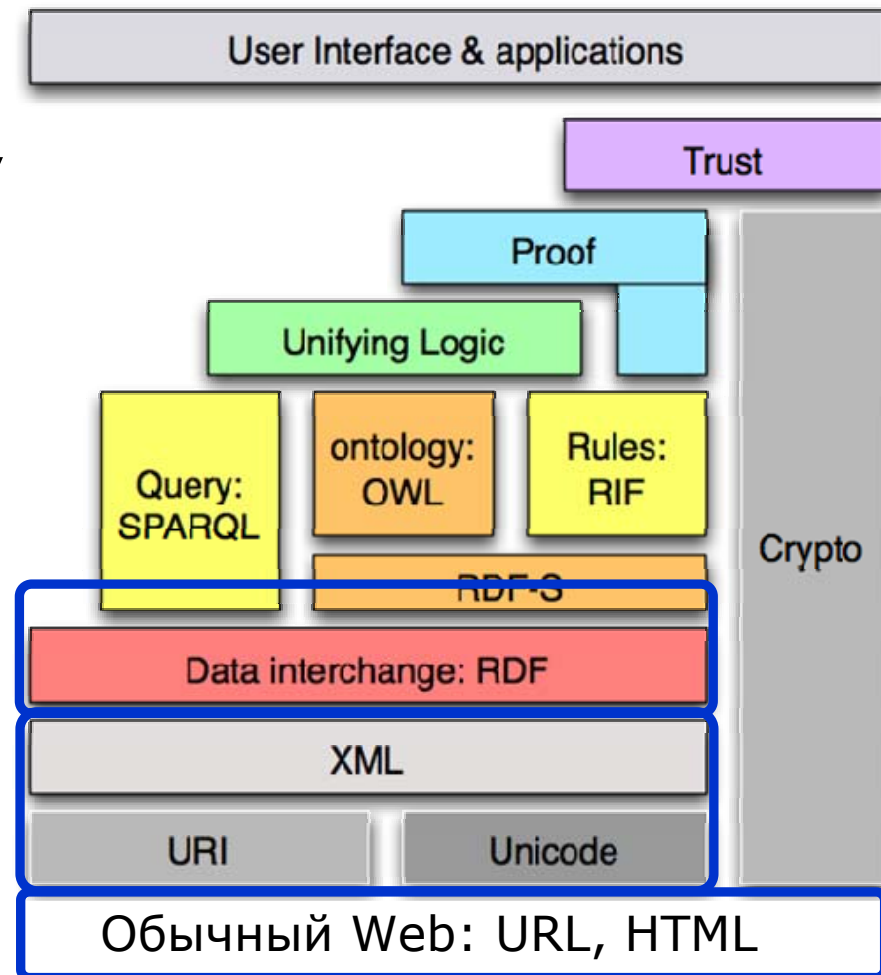 User Interface & applications
Trust
Proof
Unifying Logic
Query:
SPARQL
ontology:
OWL
Rules:
RIF
Crypto
RDF-S
Data interchange: RDF
XML
URI
Unicode
Обычный Web: URL, HTML